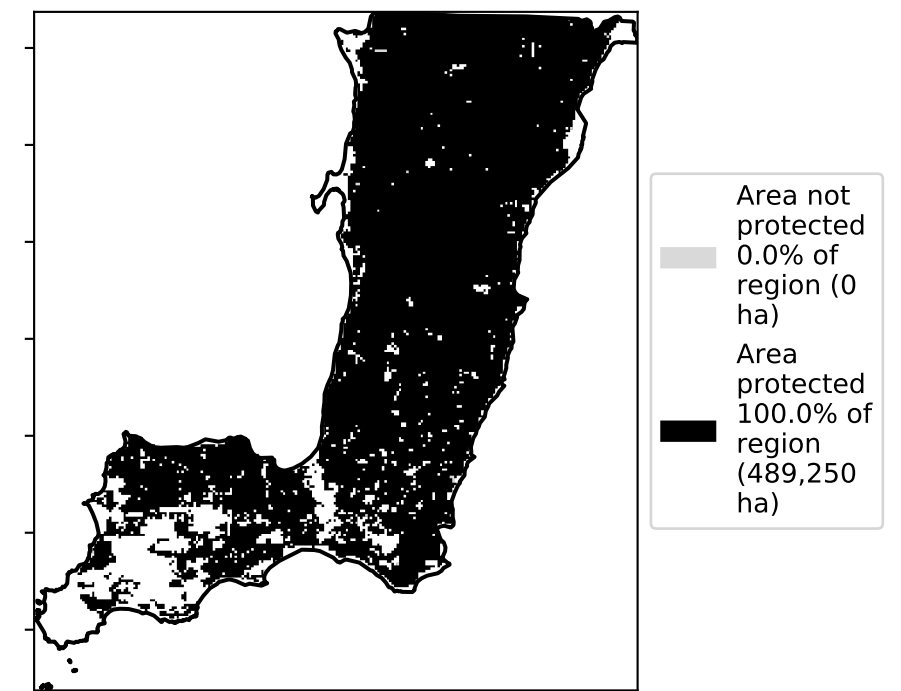 Area not
protected
0.0% of
region (0
ha)
Area
protected
100.0% of
region
(489,250
ha)